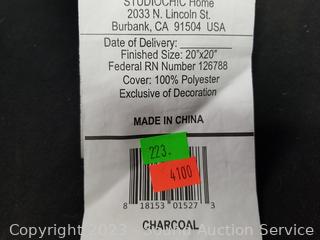 STUDIOCH!C Home
2033 N. Lincoln St.
Burbank, CA 91504 USA
Date of Delivery:
Finished Size: 20"x20"
Federal RN Number 126788
Cover: 100% Polyester
Exclusive of Decoration
MADE IN CHINA
223.
4100
8 18153 01527 3
CHARCOAL
Copyright 2023 - Sound Auction Service